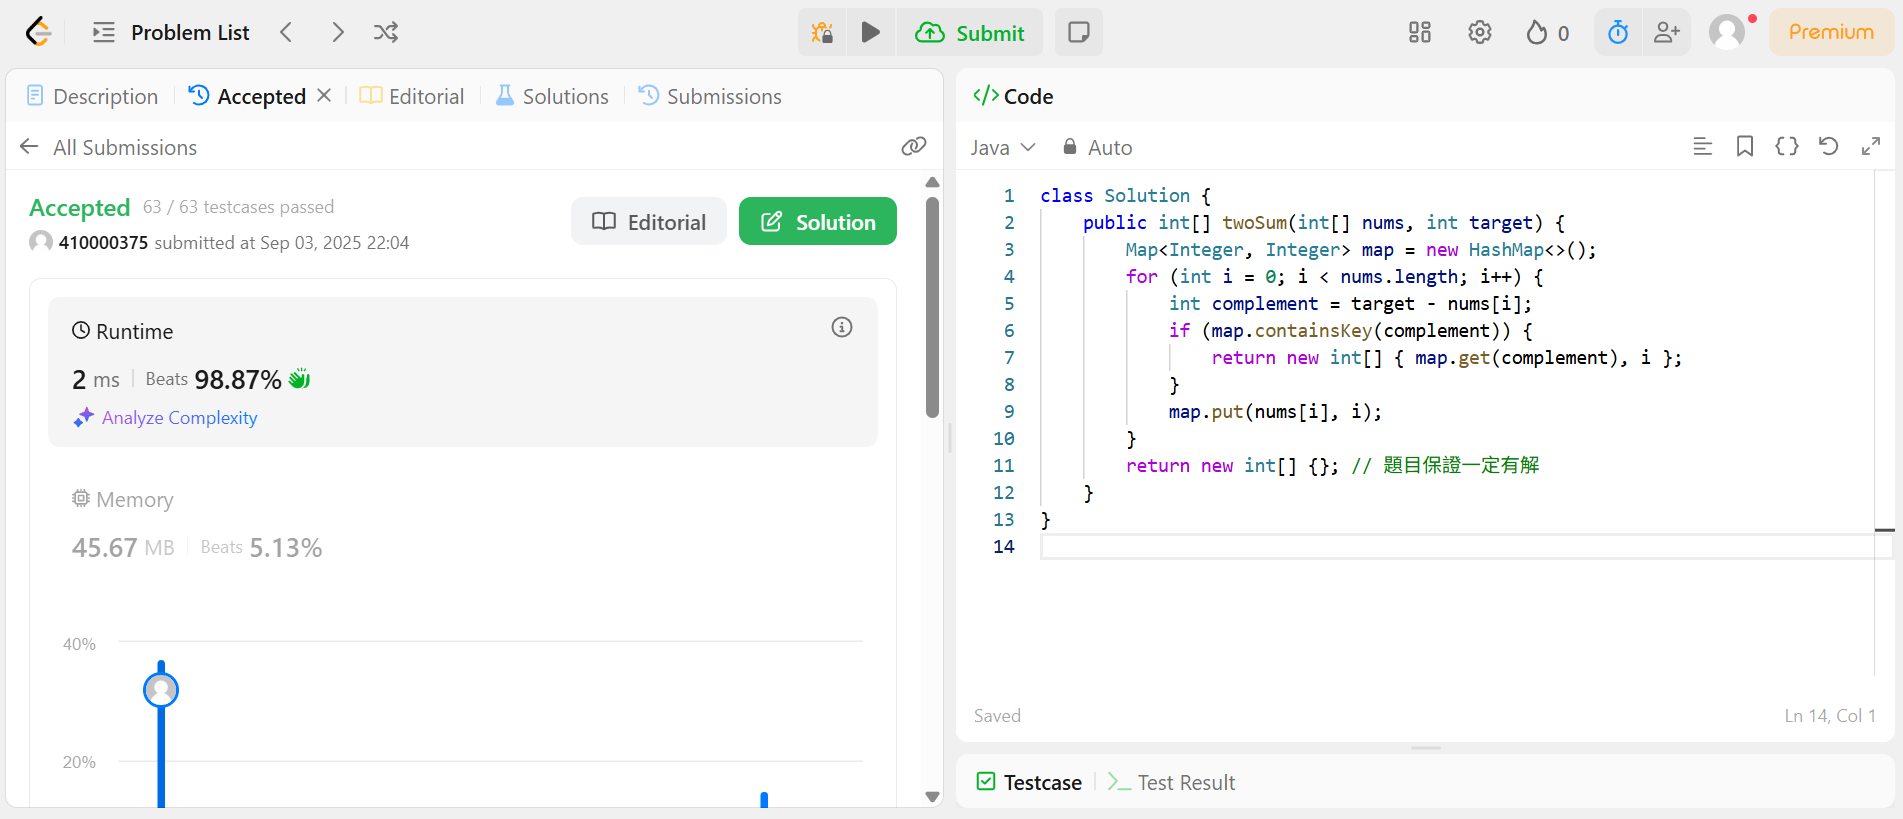 Problem List
Submit
0
Premium
Description
Accepted
Editorial
Solutions
Submissions
All Submissions
Accepted 63 / 63 testcases passed
410000375 submitted at Sep 03, 2025 22:04
Editorial
Solution
Runtime
2 ms
Beats 98.87%
Analyze Complexity
Memory
45.67 MB
Beats 5.13%
40%
20%
</> Code
Java
Auto
1 class Solution {
2     public int[] twoSum(int[] nums, int target) {
3         Map<Integer, Integer> map = new HashMap<>();
4         for (int i = 0; i < nums.length; i++) {
5             int complement = target - nums[i];
6             if (map.containsKey(complement)) {
7                 return new int[] { map.get(complement), i };
8             }
9             map.put(nums[i], i);
10         }
11         return new int[] {}; // 題目保證一定有解
12     }
13 }
14
Saved
Ln 14, Col 1
Testcase
Test Result